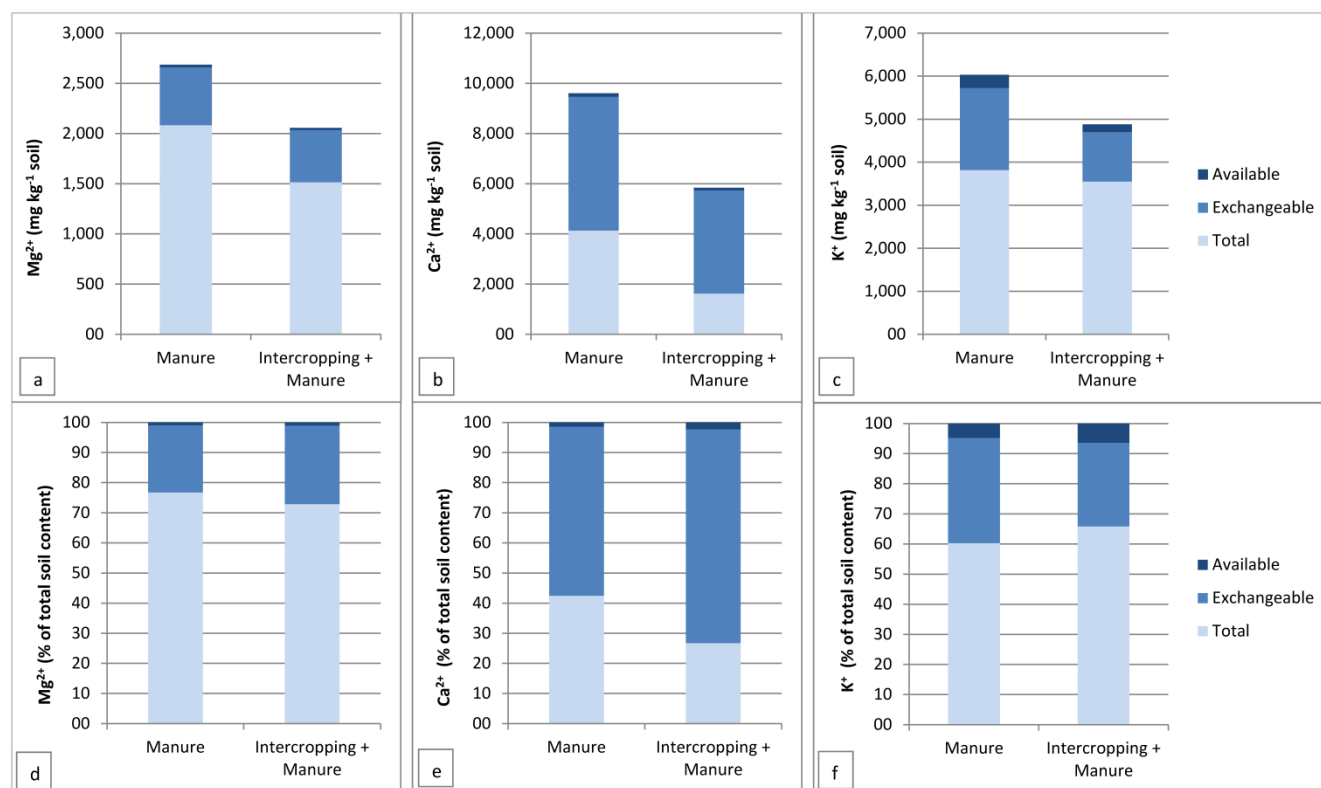 Mg²⁺ (mg kg⁻¹ soil)
3,000
2,500
2,000
1,500
1,000
500
00
Manure
Intercropping +
Manure
a
Ca²⁺ (mg kg⁻¹ soil)
12,000
10,000
8,000
6,000
4,000
2,000
00
Manure
Intercropping +
Manure
b
K⁺ (mg kg⁻¹ soil)
7,000
6,000
5,000
4,000
3,000
2,000
1,000
00
Manure
Intercropping +
Manure
c
Available
Exchangeable
Total
Mg²⁺ (% of total soil content)
100
90
80
70
60
50
40
30
20
10
00
Manure
Intercropping +
Manure
d
Ca²⁺ (% of total soil content)
100
90
80
70
60
50
40
30
20
10
00
Manure
Intercropping +
Manure
e
K⁺ (% of total soil content)
100
90
80
70
60
50
40
30
20
10
00
Manure
Intercropping +
Manure
f
Available
Exchangeable
Total